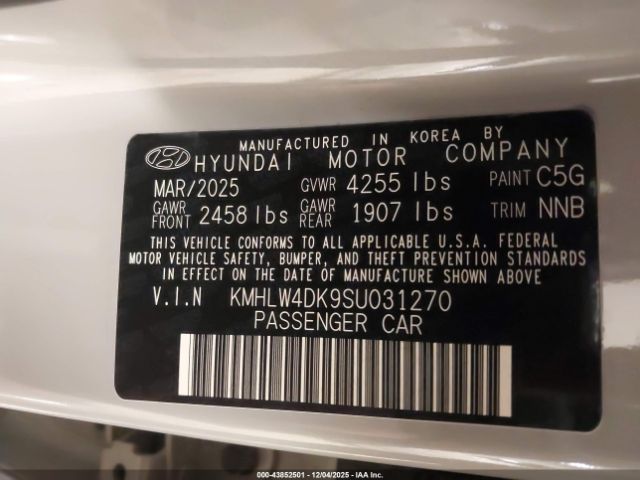 MANUFACTURED IN KOREA BY
HYUNDAI MOTOR COMPANY
MAR/2025 GVWR 4255 lbs PAINT C5G
GAWR FRONT 2458 lbs GAWR REAR 1907 lbs TRIM NNB
THIS VEHICLE CONFORMS TO ALL APPLICABLE U.S.A. FEDERAL
MOTOR VEHICLE SAFETY, BUMPER, AND THEFT PREVENTION STANDARDS
IN EFFECT ON THE DATE OF MANUFACTURE SHOWN ABOVE
V.I.N KMHLW4DK9SU031270
PASSENGER CAR
000-43852501 - 12/04/2025 - IAA Inc.